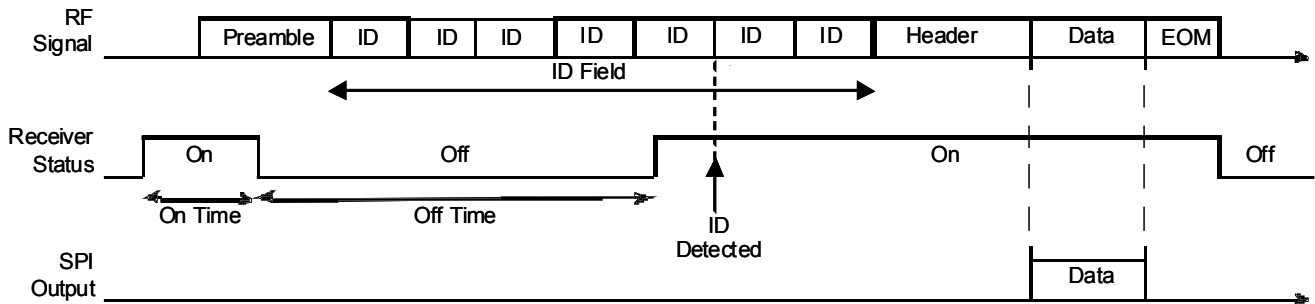 RF
Signal
Preamble ID ID ID ID ID ID ID Header Data EOM
ID Field
Receiver
Status
On Off On Off
On Time Off Time
ID
Detected
SPI
Output
Data